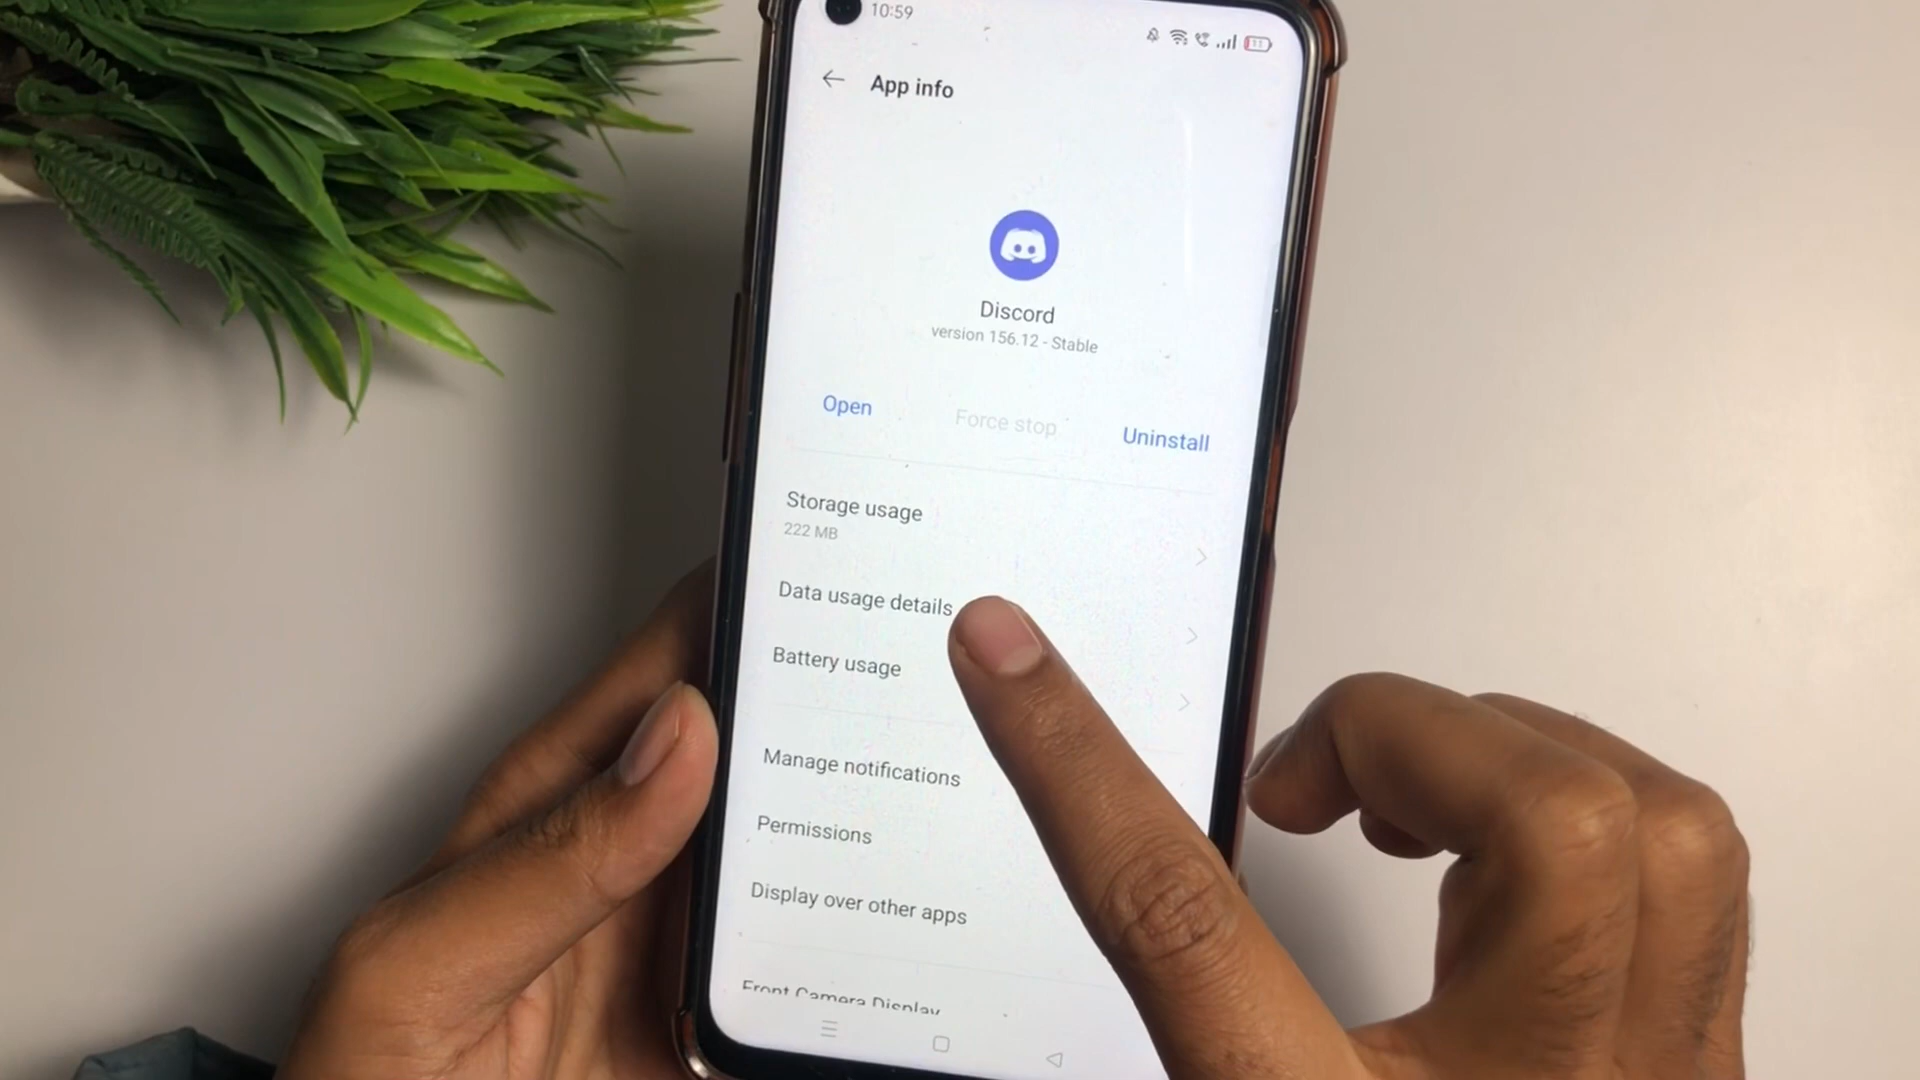 10:59
11
App info
Discord
version 156.12 - Stable
Open
Force stop
Uninstall
Storage usage
222 MB
Data usage details
Battery usage
Manage notifications
Permissions
Display over other apps
Front Camera Display